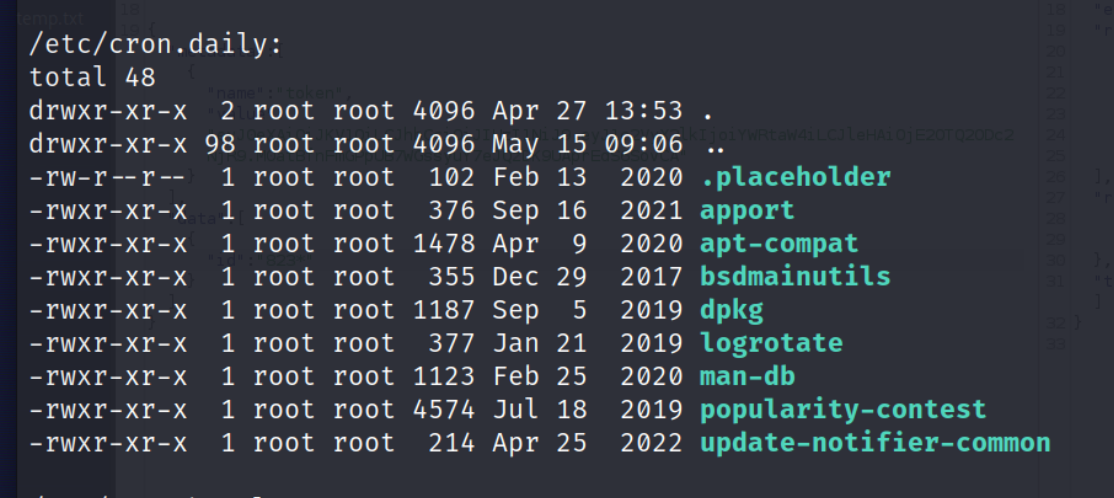 /etc/cron.daily:
total 48
drwxr-xr-x  2 root root 4096 Apr 27 13:53 .
drwxr-xr-x 98 root root 4096 May 15 09:06 ..
-rw-r--r--  1 root root  102 Feb 13  2020 .placeholder
-rwxr-xr-x  1 root root  376 Sep 16  2021 apport
-rwxr-xr-x  1 root root 1478 Apr  9  2020 apt-compat
-rwxr-xr-x  1 root root  355 Dec 29  2017 bsdmainutils
-rwxr-xr-x  1 root root 1187 Sep  5  2019 dpkg
-rwxr-xr-x  1 root root  377 Jan 21  2019 logrotate
-rwxr-xr-x  1 root root 1123 Feb 25  2020 man-db
-rwxr-xr-x  1 root root 4574 Jul 18  2019 popularity-contest
-rwxr-xr-x  1 root root  214 Apr 25  2022 update-notifier-common